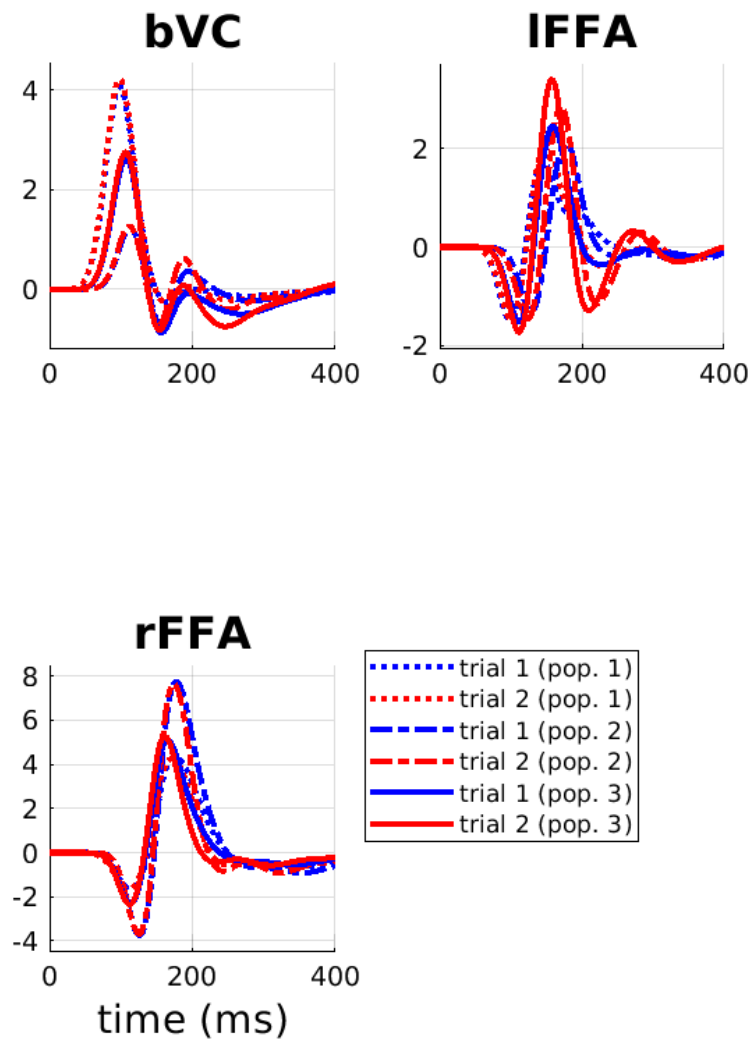 bVC
4
2
0
0
200
400
lFFA
2
0
-2
0
200
400
rFFA
8
6
4
2
0
-2
-4
0
200
400
time (ms)
trial 1 (pop. 1)
trial 2 (pop. 1)
trial 1 (pop. 2)
trial 2 (pop. 2)
trial 1 (pop. 3)
trial 2 (pop. 3)